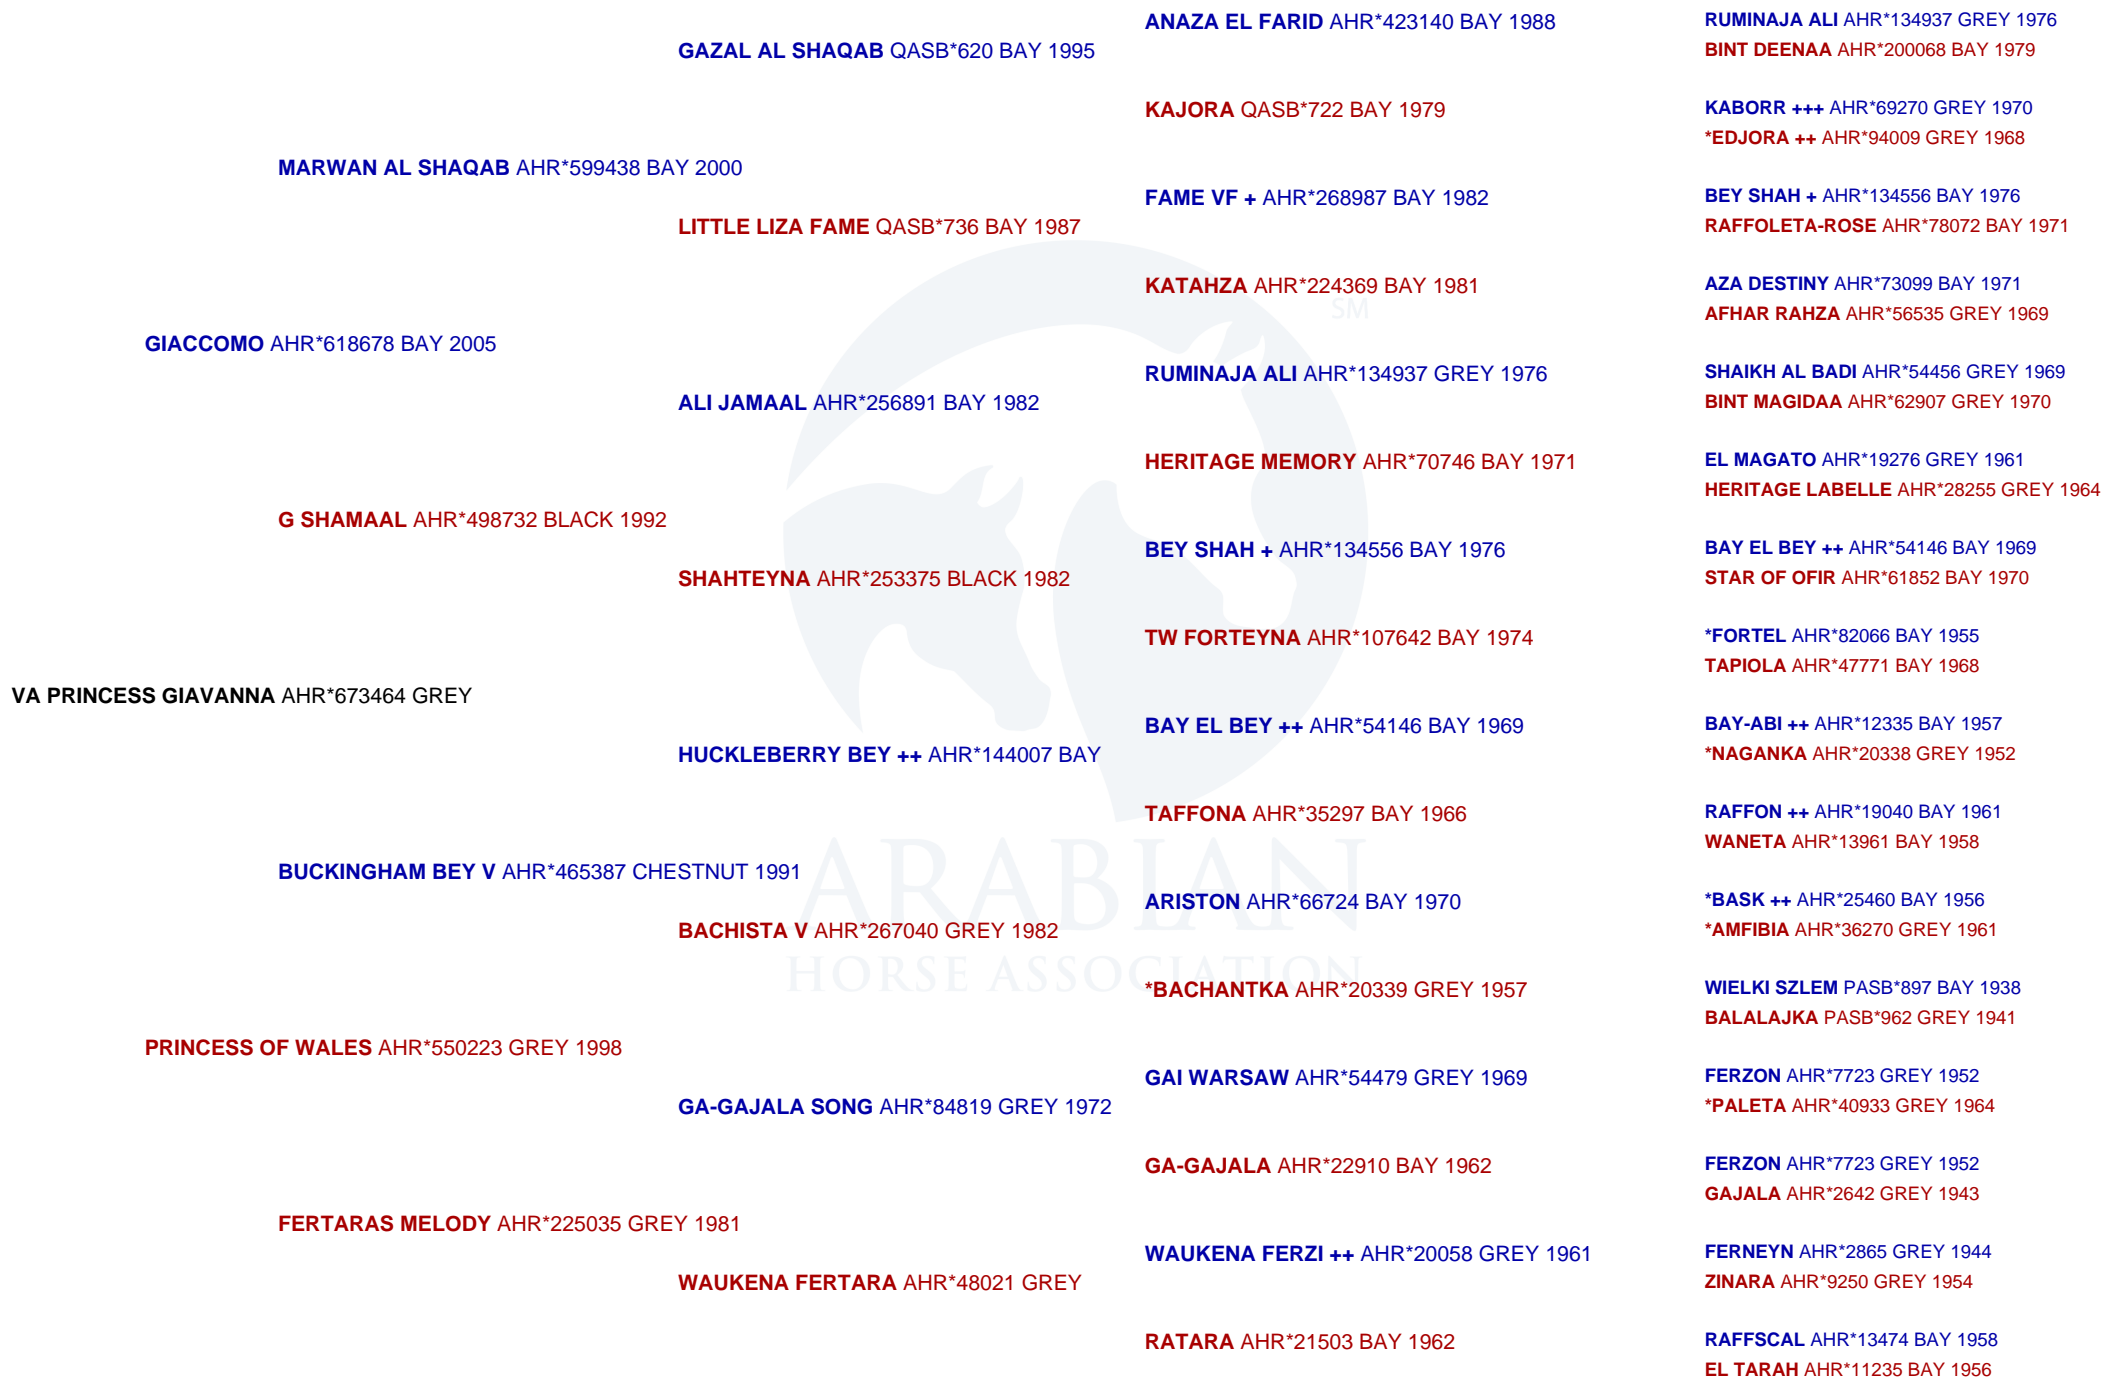 ANAZA EL FARID AHR*423140 BAY 1988
RUMINAJA ALI AHR*134937 GREY 1976
GAZAL AL SHAQAB QASB*620 BAY 1995
BINT DEENAA AHR*200068 BAY 1979
KAJORA QASB*722 BAY 1979
KABORR +++ AHR*69270 GREY 1970
*EDJORA ++ AHR*94009 GREY 1968
MARWAN AL SHAQAB AHR*599438 BAY 2000
FAME VF + AHR*268987 BAY 1982
BEY SHAH + AHR*134556 BAY 1976
LITTLE LIZA FAME QASB*736 BAY 1987
RAFFOLETA-ROSE AHR*78072 BAY 1971
KATAHZA AHR*224369 BAY 1981
AZA DESTINY AHR*73099 BAY 1971
SM
AFHAR RAHZA AHR*56535 GREY 1969
GIACCOMO AHR*618678 BAY 2005
RUMINAJA ALI AHR*134937 GREY 1976
SHAIKH AL BADI AHR*54456 GREY 1969
ALI JAMAAL AHR*256891 BAY 1982
BINT MAGIDAA AHR*62907 GREY 1970
HERITAGE MEMORY AHR*70746 BAY 1971
EL MAGATO AHR*19276 GREY 1961
HERITAGE LABELLE AHR*28255 GREY 1964
G SHAMAAL AHR*498732 BLACK 1992
BEY SHAH + AHR*134556 BAY 1976
BAY EL BEY ++ AHR*54146 BAY 1969
SHAHTEYNA AHR*253375 BLACK 1982
STAR OF OFIR AHR*61852 BAY 1970
TW FORTEYNA AHR*107642 BAY 1974
*FORTEL AHR*82066 BAY 1955
TAPIOLA AHR*47771 BAY 1968
VA PRINCESS GIAVANNA AHR*673464 GREY
BAY EL BEY ++ AHR*54146 BAY 1969
BAY-ABI ++ AHR*12335 BAY 1957
HUCKLEBERRY BEY ++ AHR*144007 BAY
*NAGANKA AHR*20338 GREY 1952
TAFFONA AHR*35297 BAY 1966
RAFFON ++ AHR*19040 BAY 1961
WANETA AHR*13961 BAY 1958
BUCKINGHAM BEY V AHR*465387 CHESTNUT 1991
ARABIAN
ARISTON AHR*66724 BAY 1970
*BASK ++ AHR*25460 BAY 1956
BACHISTA V AHR*267040 GREY 1982
*AMFIBIA AHR*36270 GREY 1961
HORSE ASSOCIATION
*BACHANTKA AHR*20339 GREY 1957
WIELKI SZLEM PASB*897 BAY 1938
BALALAJKA PASB*962 GREY 1941
PRINCESS OF WALES AHR*550223 GREY 1998
GAI WARSAW AHR*54479 GREY 1969
FERZON AHR*7723 GREY 1952
GA-GAJALA SONG AHR*84819 GREY 1972
*PALETA AHR*40933 GREY 1964
GA-GAJALA AHR*22910 BAY 1962
FERZON AHR*7723 GREY 1952
GAJALA AHR*2642 GREY 1943
FERTARAS MELODY AHR*225035 GREY 1981
WAUKENA FERZI ++ AHR*20058 GREY 1961
FERNEYN AHR*2865 GREY 1944
WAUKENA FERTARA AHR*48021 GREY
ZINARA AHR*9250 GREY 1954
RATARA AHR*21503 BAY 1962
RAFFSCAL AHR*13474 BAY 1958
EL TARAH AHR*11235 BAY 1956